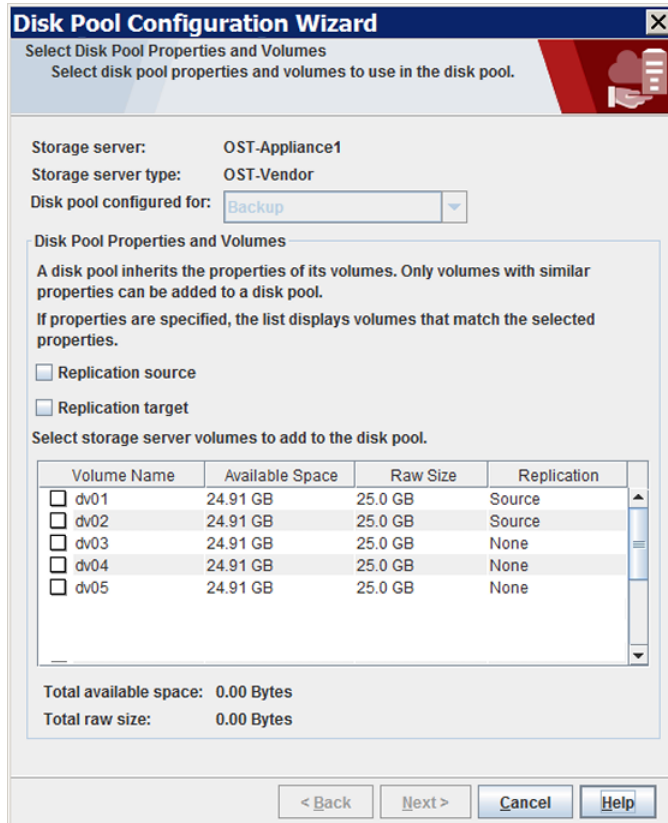 Disk Pool Configuration Wizard
Select Disk Pool Properties and Volumes
Select disk pool properties and volumes to use in the disk pool.
Storage server: OST-Appliance1
Storage server type: OST-Vendor
Disk pool configured for: Backup
Disk Pool Properties and Volumes
A disk pool inherits the properties of its volumes. Only volumes with similar
properties can be added to a disk pool.
If properties are specified, the list displays volumes that match the selected
properties.
Replication source
Replication target
Select storage server volumes to add to the disk pool.
Volume Name Available Space Raw Size Replication
dv01 24.91 GB 25.0 GB Source
dv02 24.91 GB 25.0 GB Source
dv03 24.91 GB 25.0 GB None
dv04 24.91 GB 25.0 GB None
dv05 24.91 GB 25.0 GB None
Total available space: 0.00 Bytes
Total raw size: 0.00 Bytes
< Back Next > Cancel Help